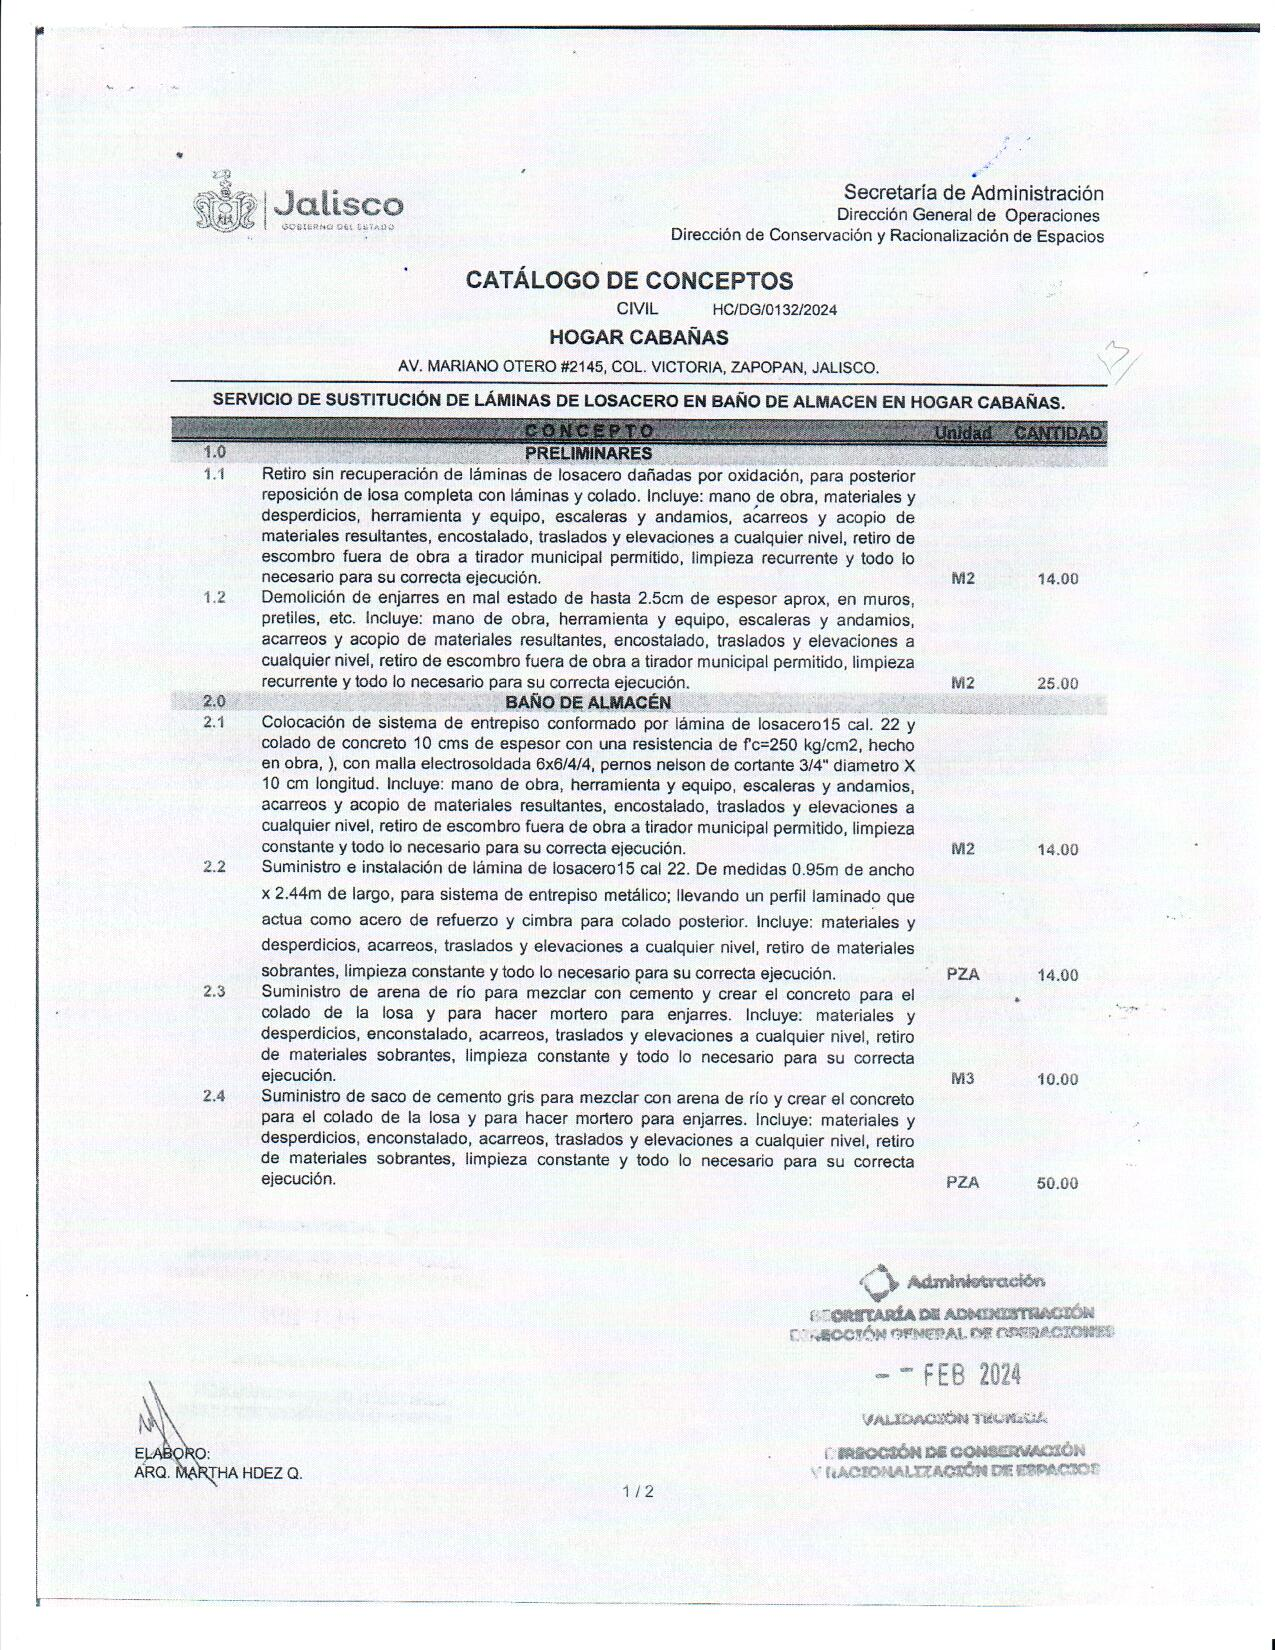 Jalisco
GOBIERNO DEL ESTADO
Secretaría de Administración
Dirección General de Operaciones
Dirección de Conservación y Racionalización de Espacios
CATÁLOGO DE CONCEPTOS
CIVIL HC/DG/0132/2024
HOGAR CABAÑAS
AV. MARIANO OTERO #2145, COL. VICTORIA, ZAPOPAN, JALISCO.
SERVICIO DE SUSTITUCIÓN DE LÁMINAS DE LOSACERO EN BAÑO DE ALMACEN EN HOGAR CABAÑAS.
CONCEPTO Unidad CANTIDAD
1.0 PRELIMINARES
1.1 Retiro sin recuperación de láminas de losacero dañadas por oxidación, para posterior
reposición de losa completa con láminas y colado. Incluye: mano de obra, materiales y
desperdicios, herramienta y equipo, escaleras y andamios, acarreos y acopio de
materiales resultantes, encostalado, traslados y elevaciones a cualquier nivel, retiro de
escombro fuera de obra a tirador municipal permitido, limpieza recurrente y todo lo
necesario para su correcta ejecución. M2 14.00
1.2 Demolición de enjarres en mal estado de hasta 2.5cm de espesor aprox, en muros,
pretiles, etc. Incluye: mano de obra, herramienta y equipo, escaleras y andamios,
acarreos y acopio de materiales resultantes, encostalado, traslados y elevaciones a
cualquier nivel, retiro de escombro fuera de obra a tirador municipal permitido, limpieza
recurrente y todo lo necesario para su correcta ejecución. M2 25.00
2.0 BAÑO DE ALMACÉN
2.1 Colocación de sistema de entrepiso conformado por lámina de losacero15 cal. 22 y
colado de concreto 10 cms de espesor con una resistencia de f'c=250 kg/cm2, hecho
en obra, ), con malla electrosoldada 6x6/4/4, pernos nelson de cortante 3/4" diametro X
10 cm longitud. Incluye: mano de obra, herramienta y equipo, escaleras y andamios,
acarreos y acopio de materiales resultantes, encostalado, traslados y elevaciones a
cualquier nivel, retiro de escombro fuera de obra a tirador municipal permitido, limpieza
constante y todo lo necesario para su correcta ejecución. M2 14.00
2.2 Suministro e instalación de lámina de losacero15 cal 22. De medidas 0.95m de ancho
x 2.44m de largo, para sistema de entrepiso metálico; llevando un perfil laminado que
actua como acero de refuerzo y cimbra para colado posterior. Incluye: materiales y
desperdicios, acarreos, traslados y elevaciones a cualquier nivel, retiro de materiales
sobrantes, limpieza constante y todo lo necesario para su correcta ejecución. PZA 14.00
2.3 Suministro de arena de río para mezclar con cemento y crear el concreto para el
colado de la losa y para hacer mortero para enjarres. Incluye: materiales y
desperdicios, enconstalado, acarreos, traslados y elevaciones a cualquier nivel, retiro
de materiales sobrantes, limpieza constante y todo lo necesario para su correcta
ejecución. M3 10.00
2.4 Suministro de saco de cemento gris para mezclar con arena de río y crear el concreto
para el colado de la losa y para hacer mortero para enjarres. Incluye: materiales y
desperdicios, enconstalado, acarreos, traslados y elevaciones a cualquier nivel, retiro
de materiales sobrantes, limpieza constante y todo lo necesario para su correcta
ejecución. PZA 50.00
Administración
SECRETARÍA DE ADMINISTRACIÓN
DIRECCIÓN GENERAL DE OPERACIONES
FEB 2024
VALIDACIÓN TÉCNICA
DIRECCIÓN DE CONSERVACIÓN
Y RACIONALIZACIÓN DE ESPACIOS
ELABORO:
ARQ. MARTHA HDEZ Q.
1 / 2